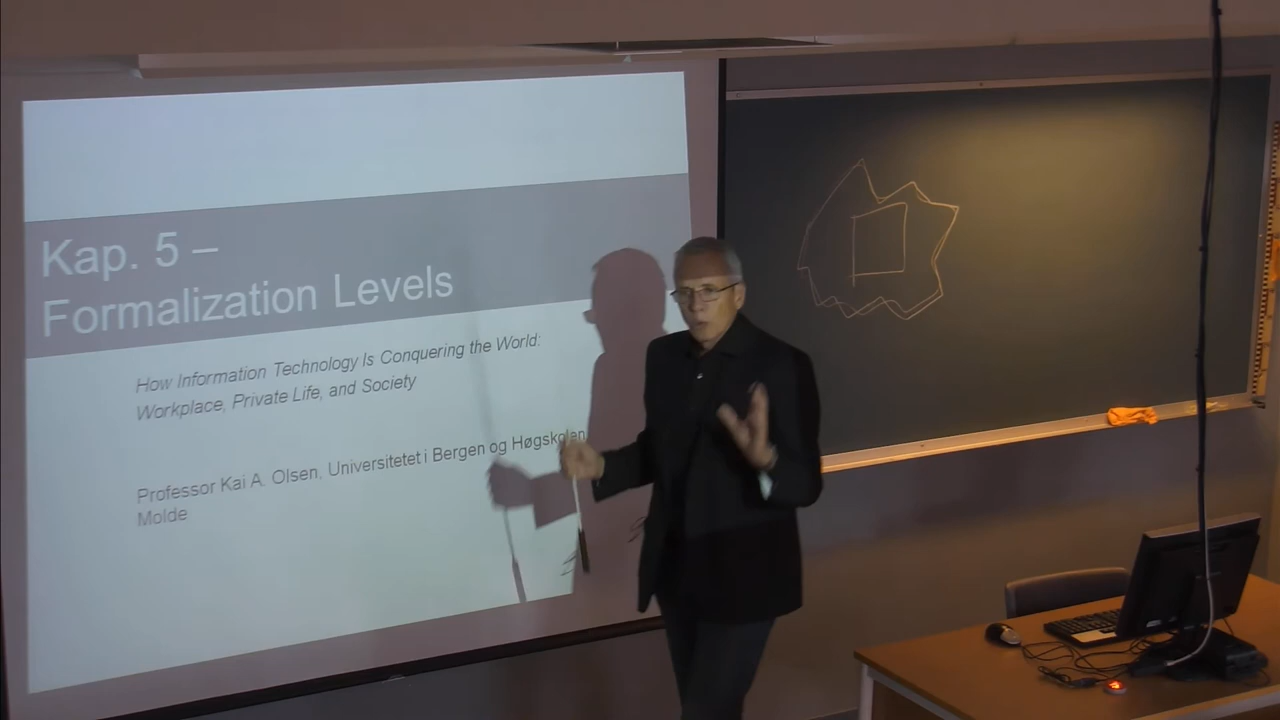 Kap. 5 –
Formalization Levels
How Information Technology Is Conquering the World:
Workplace, Private Life, and Society
Professor Kai A. Olsen, Universitetet i Bergen og Høgskolen
Molde